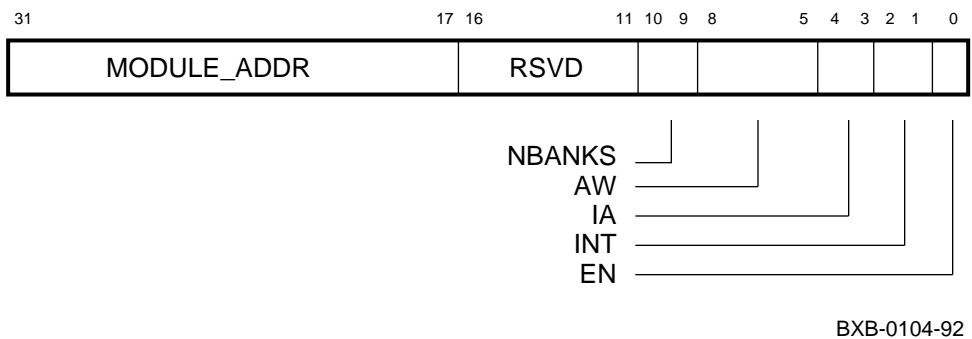 31 17 16 11 10 9 8 5 4 3 2 1 0
MODULE_ADDR RSVD
NBANKS
AW
IA
INT
EN
BXB-0104-92